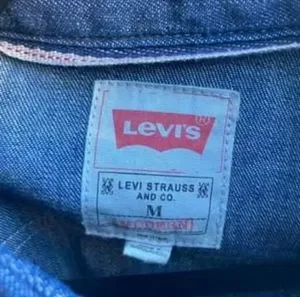 LEVI'S
®
LEVI STRAUSS
AND CO.
M